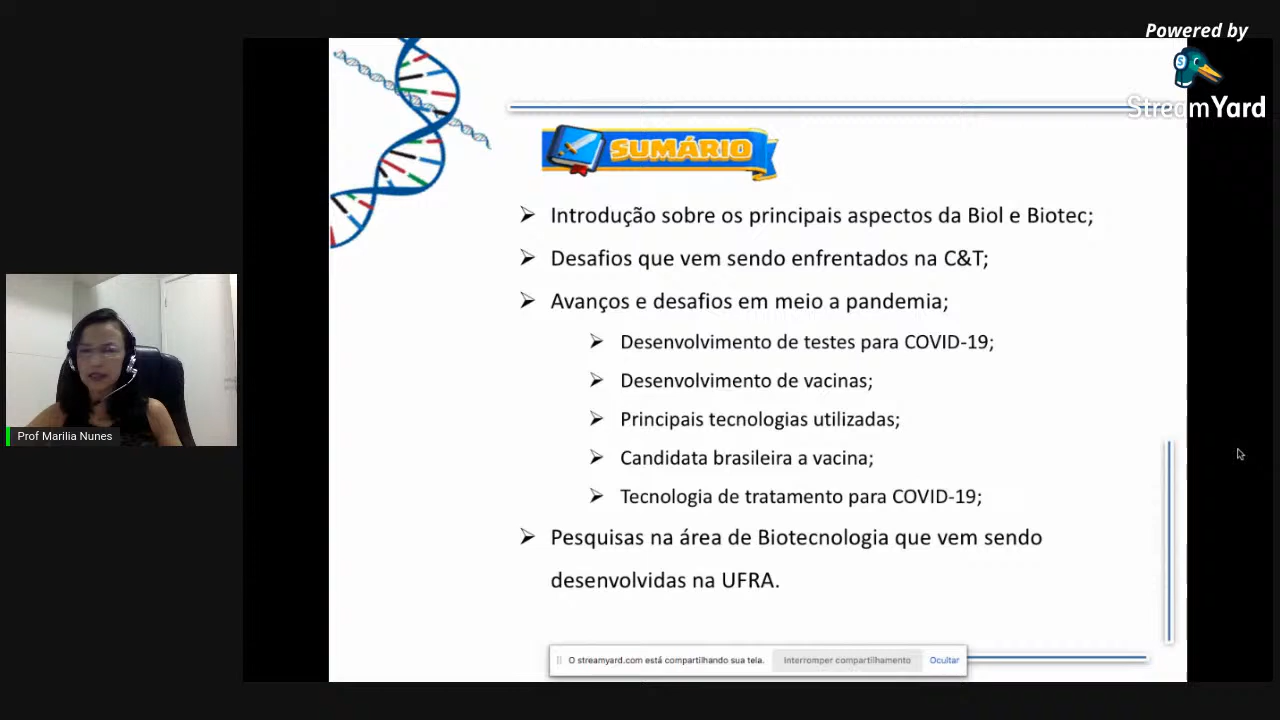 Powered by
StreamYard
SUMÁRIO
Introdução sobre os principais aspectos da Biol e Biotec;
Desafios que vem sendo enfrentados na C&T;
Avanços e desafios em meio a pandemia;
Desenvolvimento de testes para COVID-19;
Desenvolvimento de vacinas;
Principais tecnologias utilizadas;
Candidata brasileira a vacina;
Tecnologia de tratamento para COVID-19;
Pesquisas na área de Biotecnologia que vem sendo
desenvolvidas na UFRA.
Prof Marilia Nunes
O streamyard.com está compartilhando sua tela. Interromper compartilhamento Ocultar